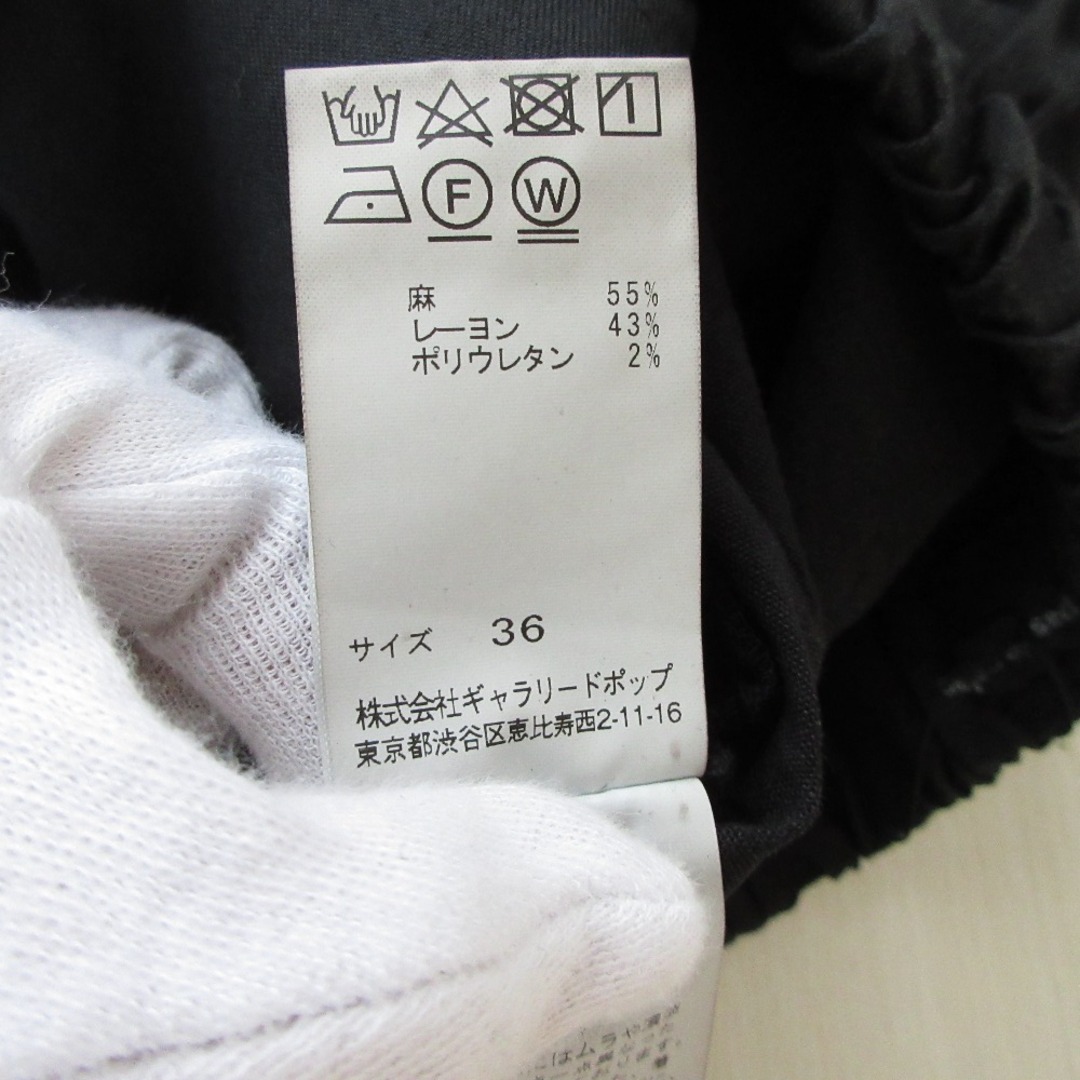 F W
麻 55%
レーヨン 43%
ポリウレタン 2%
サイズ 36
株式会社ギャラリードポップ
東京都渋谷区恵比寿西2-11-16